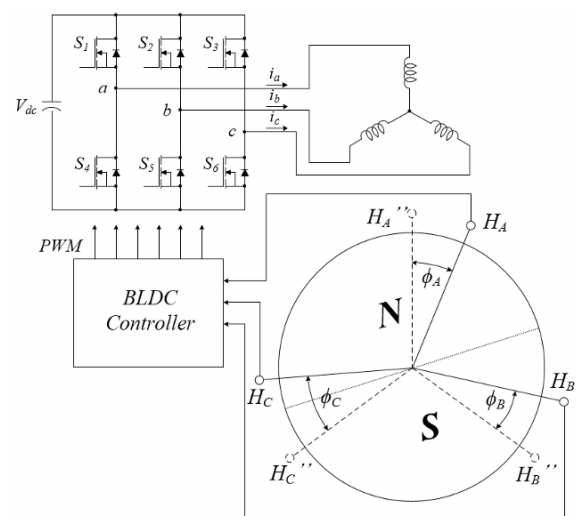 S1 S2 S3
Vdc
a
b
c
ia
ib
ic
S4 S5 S6
PWM
BLDC
Controller
HA''
HA
ϕA
N
HC
ϕC
ϕB
HB
S
HC''
HB''